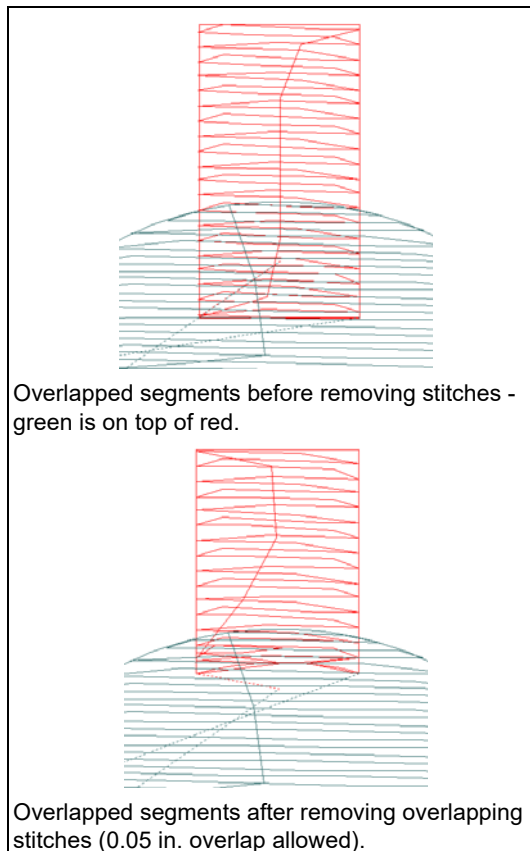 Overlapped segments before removing stitches -
green is on top of red.
Overlapped segments after removing overlapping
stitches (0.05 in. overlap allowed).